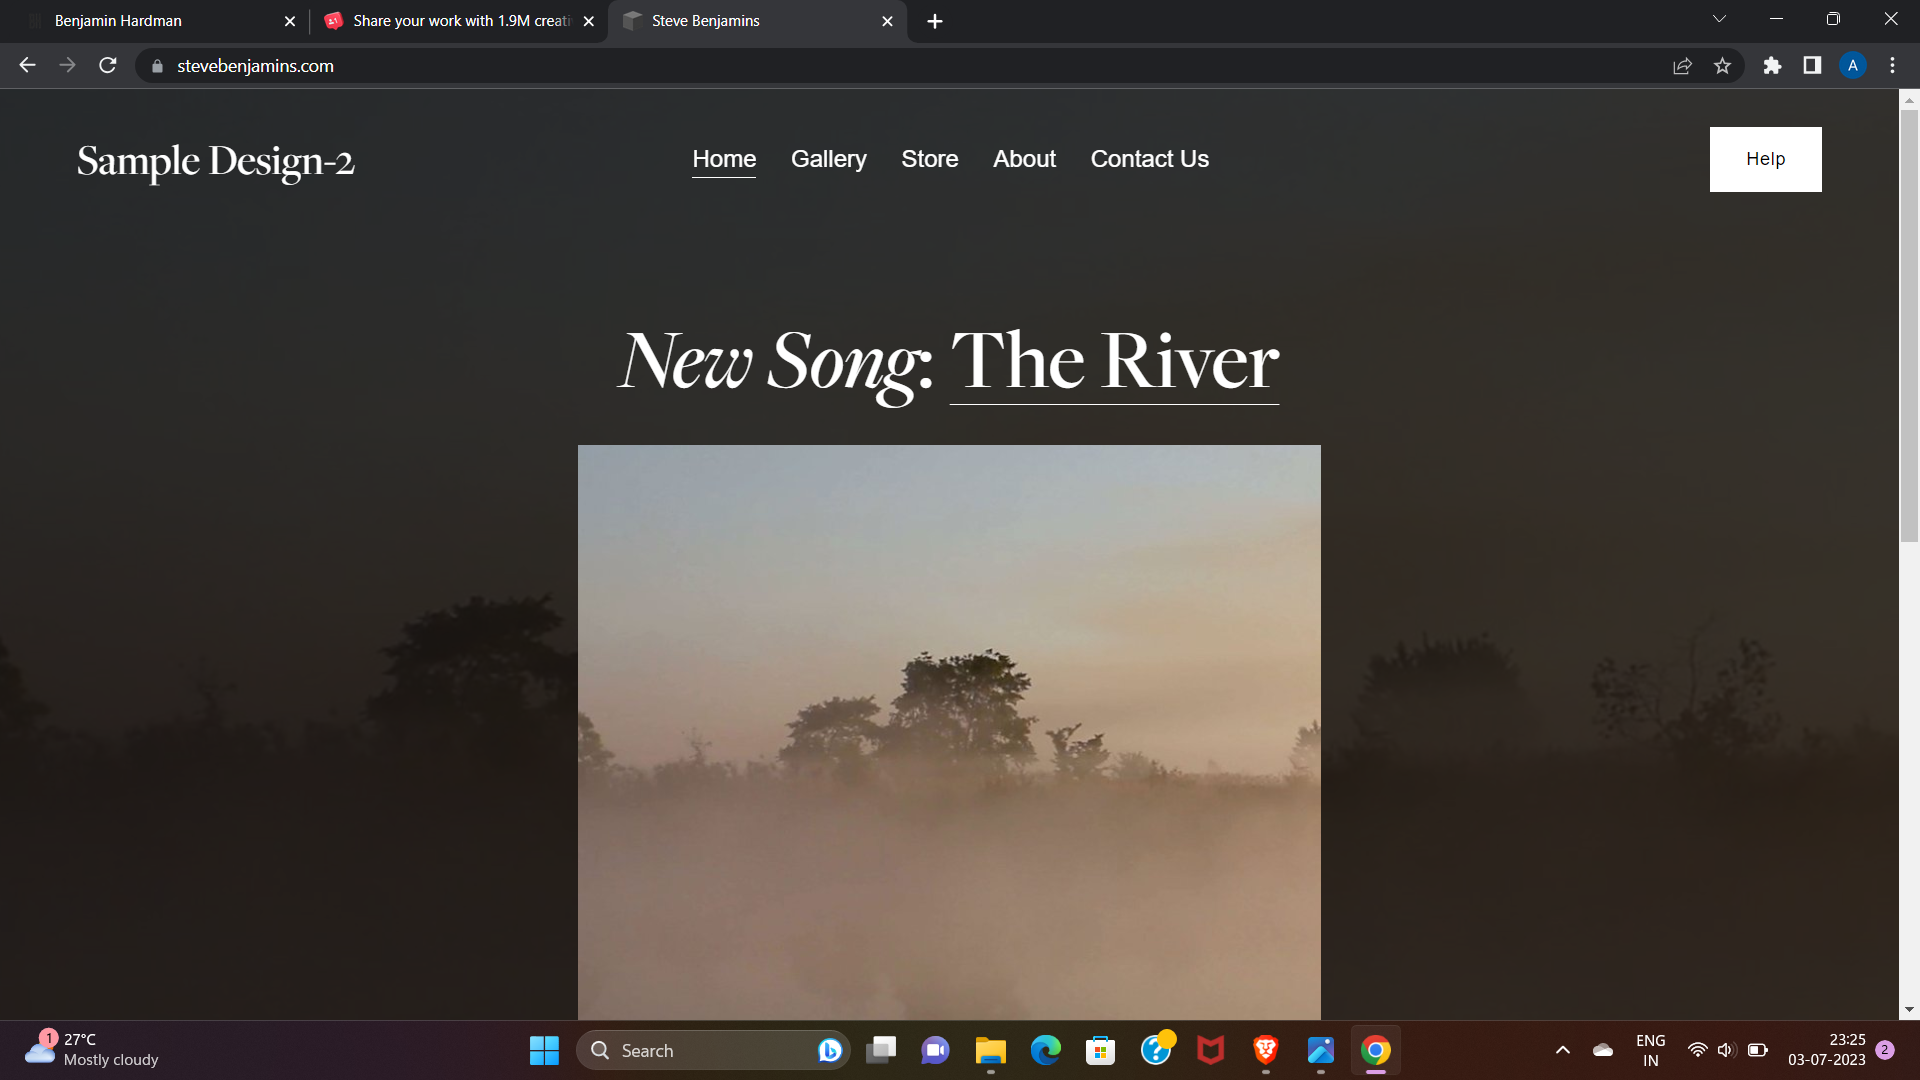 Benjamin Hardman
Share your work with 1.9M creati
Steve Benjamins
stevebenjamins.com
A
Sample Design-2
Home Gallery Store About Contact Us
Help
New Song: The River
1
27°C
Mostly cloudy
Search
ENG
IN
23:25
03-07-2023
2